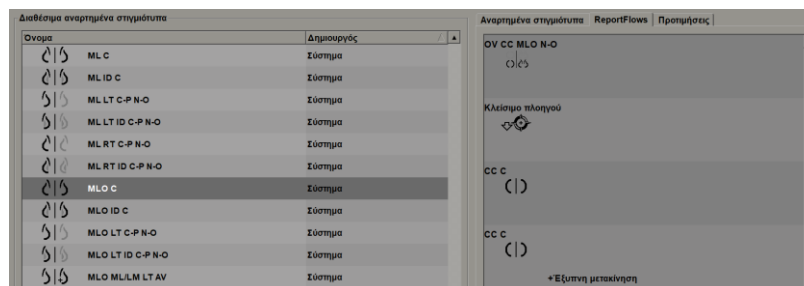 Διαθέσιμα αναρτημένα στιγμιότυπα
Όνομα Δημιουργός
ML C Σύστημα
ML ID C Σύστημα
ML LT C-P N-O Σύστημα
ML LT ID C-P N-O Σύστημα
ML RT C-P N-O Σύστημα
ML RT ID C-P N-O Σύστημα
MLO C Σύστημα
MLO ID C Σύστημα
MLO LT C-P N-O Σύστημα
MLO LT ID C-P N-O Σύστημα
MLO ML/LM LT AV Σύστημα
Αναρτημένα στιγμιότυπα ReportFlows Προτιμήσεις
OV CC MLO N-O
Κλείσιμο πλοηγού
CC C
CC C
+Έξυπνη μετακίνηση